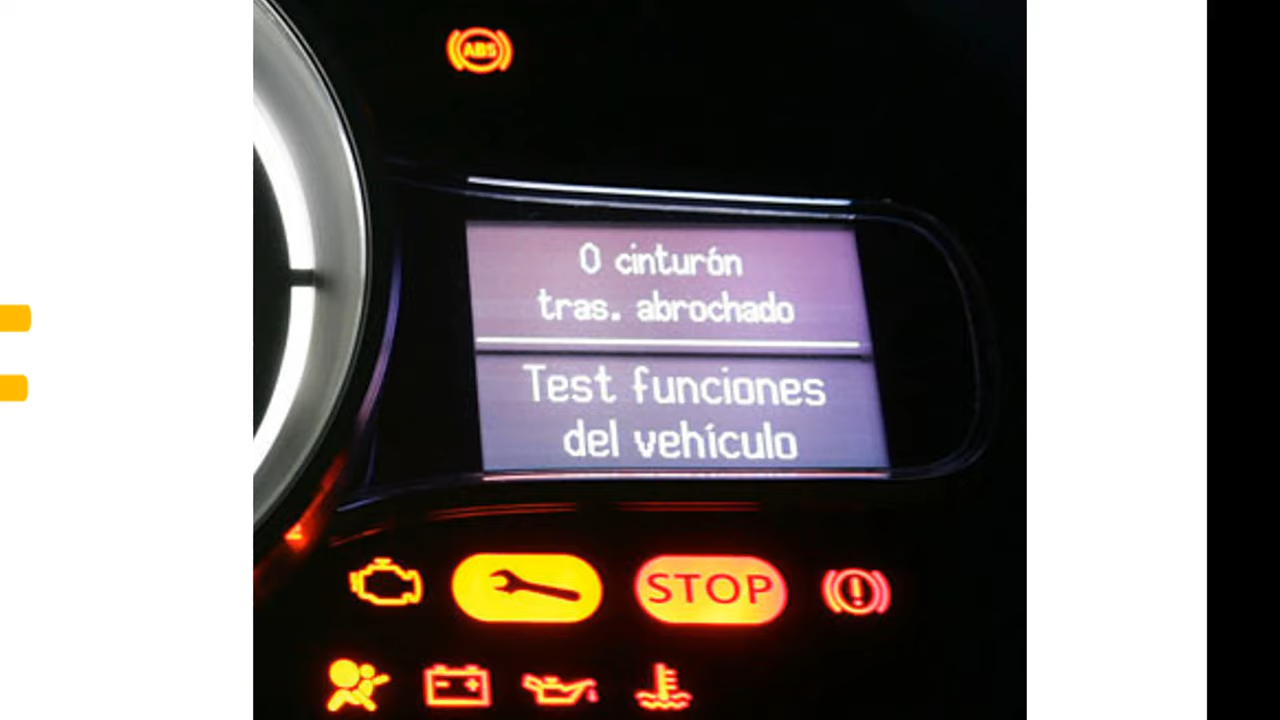 ABS
0 cinturón
tras. abrochado
Test funciones
del vehículo
STOP